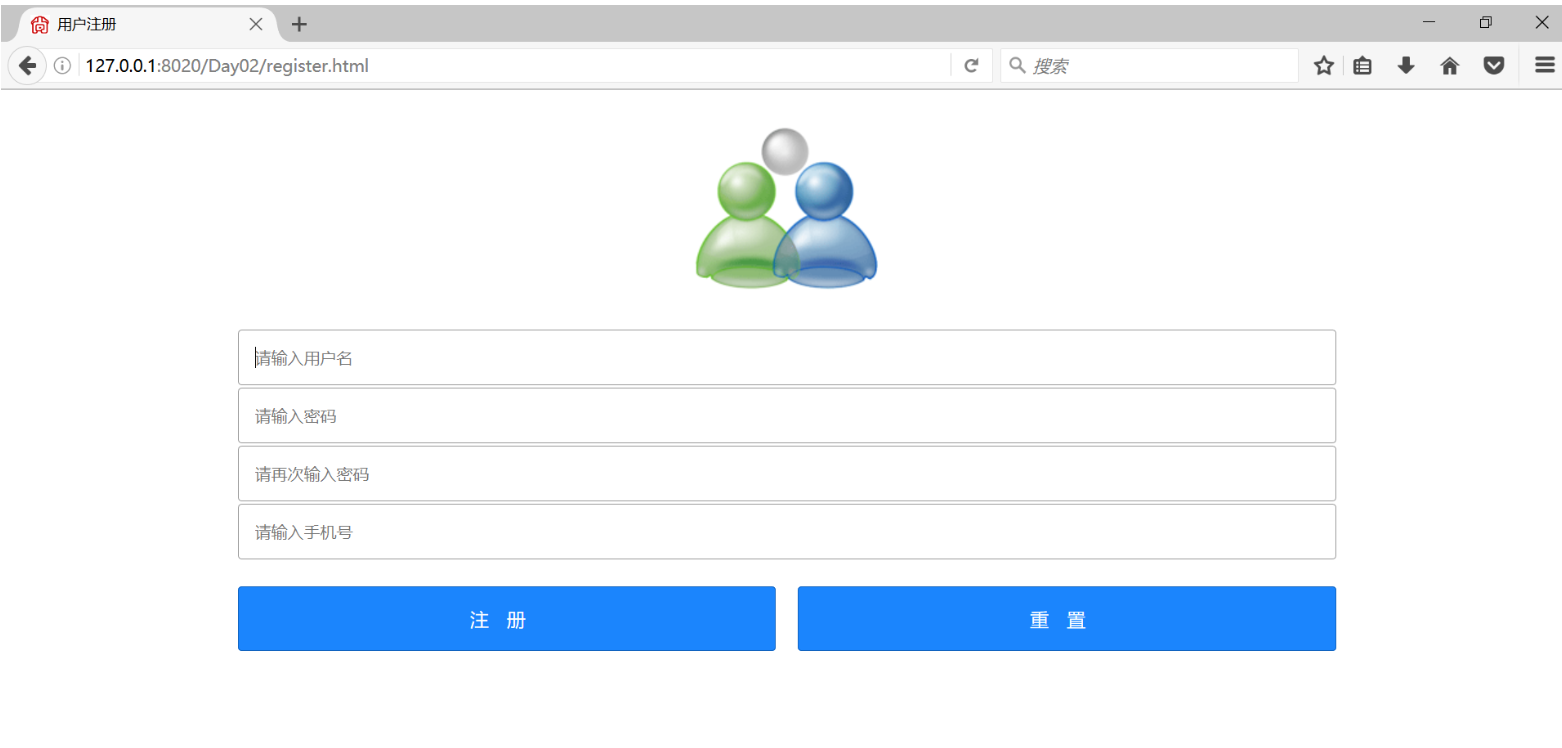 用户注册
127.0.0.1:8020/Day02/register.html
搜索
请输入用户名
请输入密码
请再次输入密码
请输入手机号
注 册
重 置